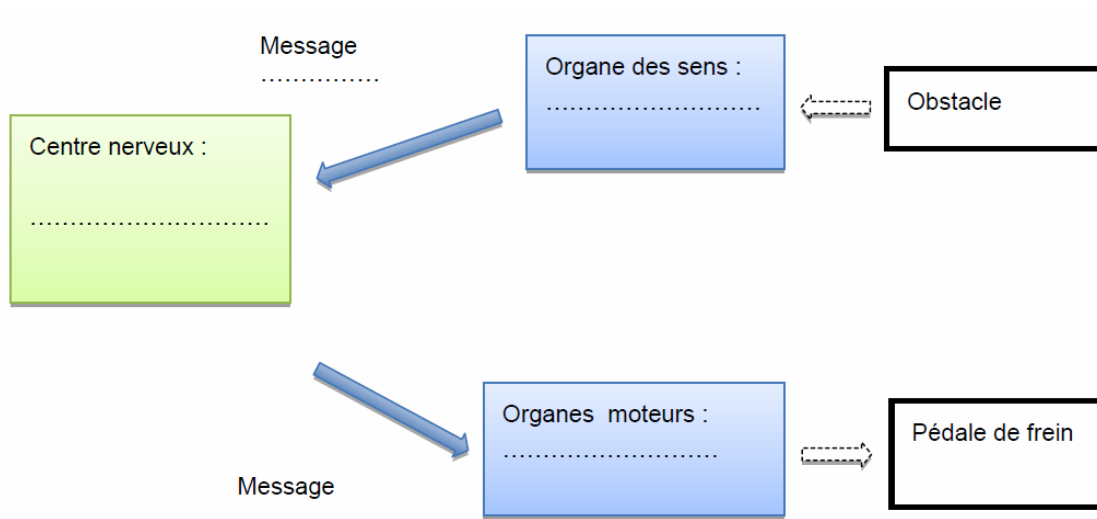 Message
……………
Organe des sens :
………………………
Obstacle
Centre nerveux :
…………………………
Organes moteurs :
………………………
Pédale de frein
Message